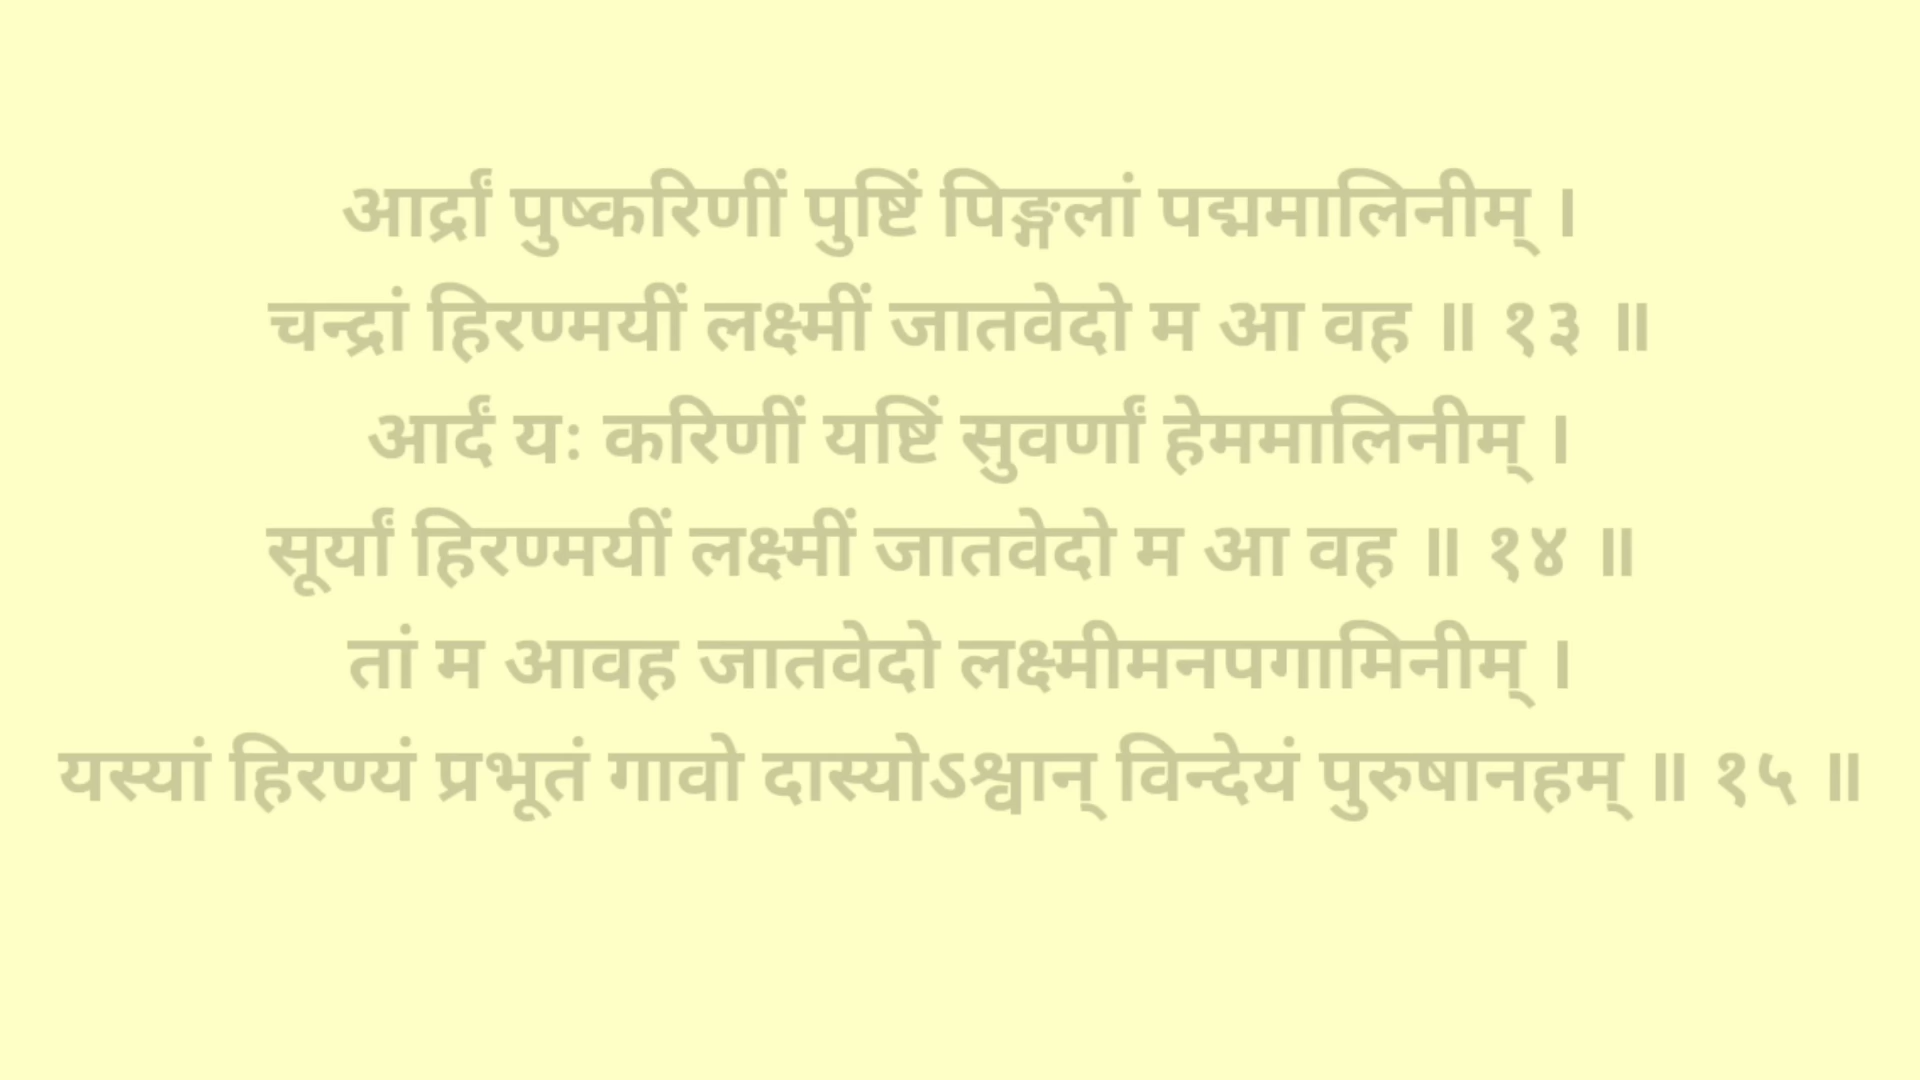 आर्द्रां पुष्करिणीं पुष्टिं पिङ्गलां पद्ममालिनीम् ।
चन्द्रां हिरण्मयीं लक्ष्मीं जातवेदो म आ वह ॥ १३ ॥
आर्दं यः करिणीं यष्टिं सुवर्णां हेममालिनीम् ।
सूर्यां हिरण्मयीं लक्ष्मीं जातवेदो म आ वह ॥ १४ ॥
तां म आवह जातवेदो लक्ष्मीमनपगामिनीम् ।
यस्यां हिरण्यं प्रभूतं गावो दास्योऽश्वान् विन्देयं पुरुषानहम् ॥ १५ ॥